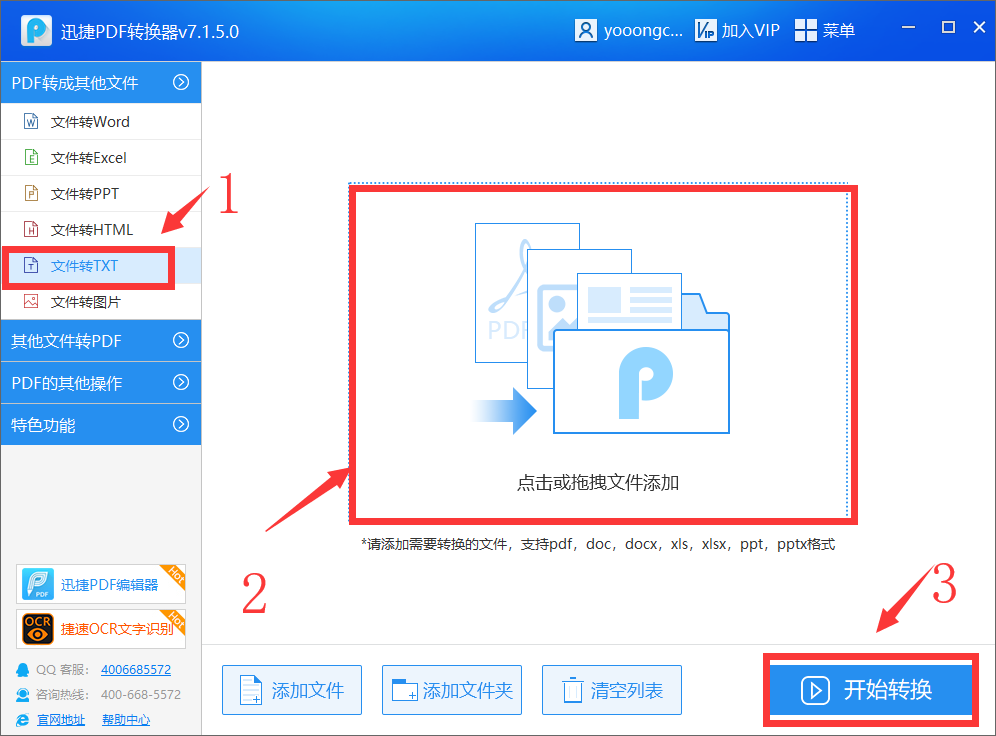 迅捷PDF转换器v7.1.5.0
yooongc...
VIP
加入VIP
菜单
PDF转成其他文件
W
文件转Word
E
文件转Excel
P
文件转PPT
H
文件转HTML
T
文件转TXT
文件转图片
其他文件转PDF
PDF的其他操作
特色功能
1
PDF
点击或拖拽文件添加
*请添加需要转换的文件，支持pdf，doc，docx，xls，xlsx，ppt，pptx格式
2
3
PDF
迅捷PDF编辑器
Hot
OCR
捷速OCR文字识别
Hot
QQ 客服：
4006685572
咨询热线：
400-668-5572
官网地址
帮助中心
添加文件
添加文件夹
清空列表
开始转换